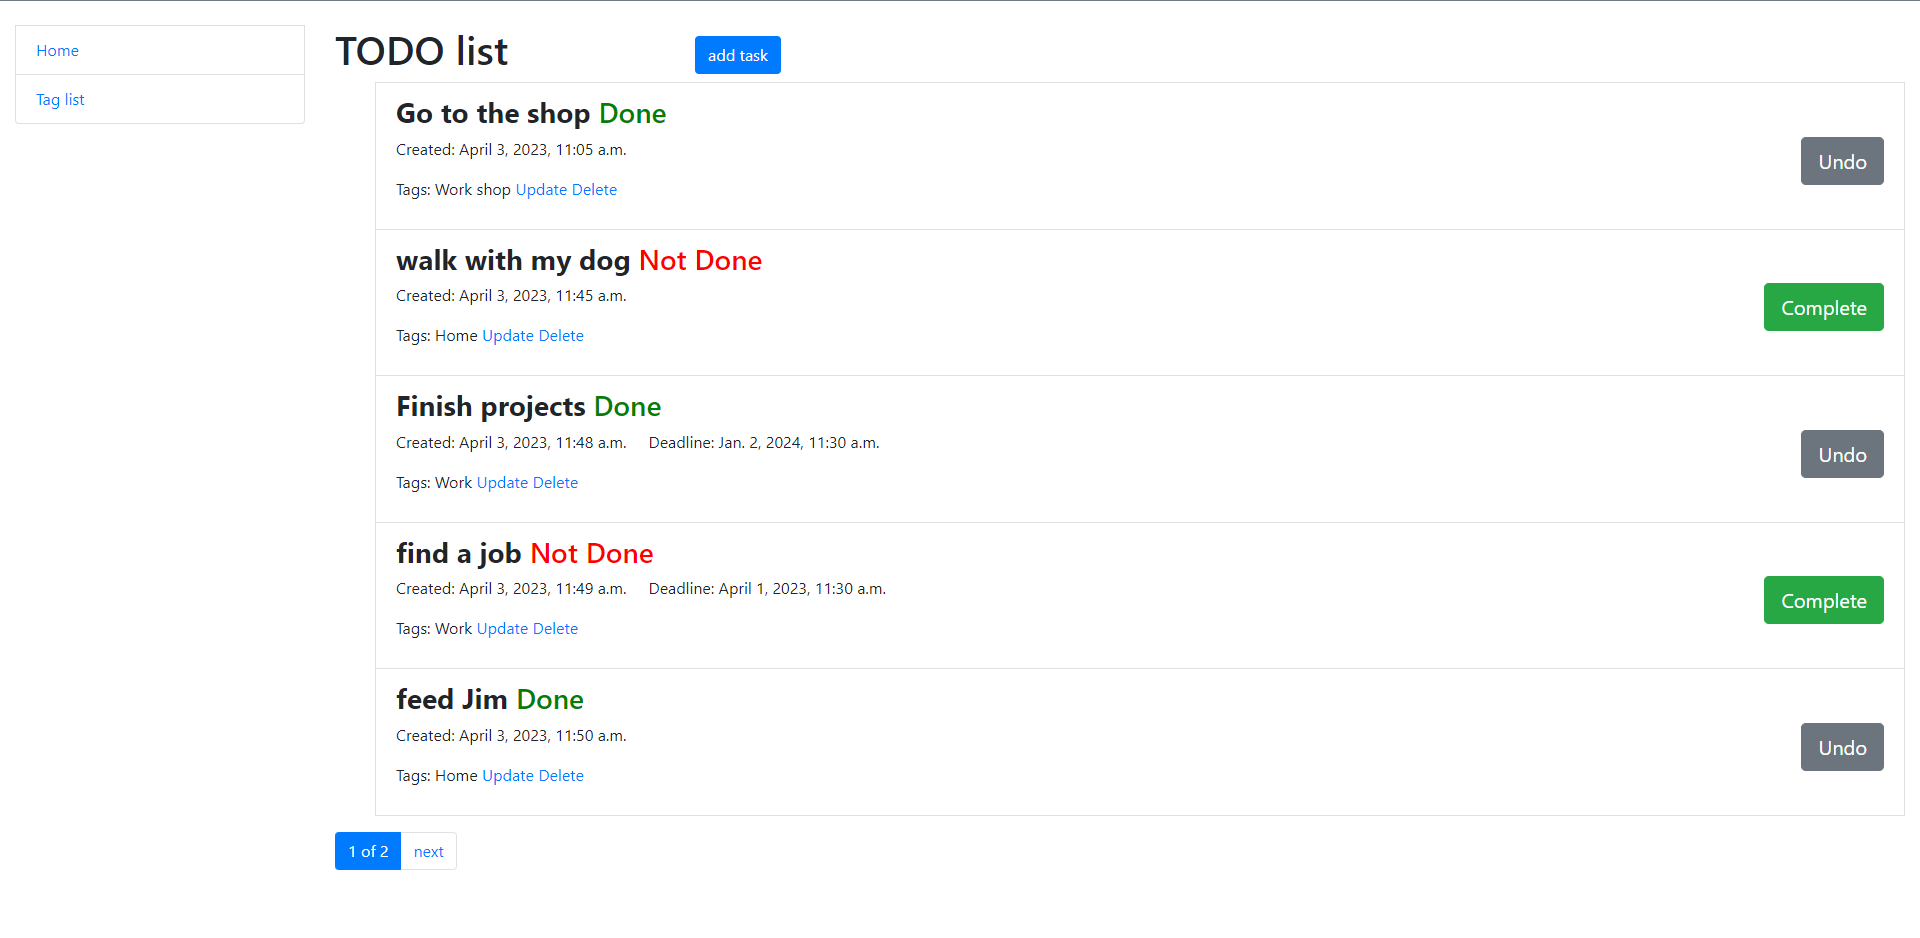 Home
Tag list
TODO list
add task
Go to the shop Done
Created: April 3, 2023, 11:05 a.m.
Tags: Work shop Update Delete
Undo
walk with my dog Not Done
Created: April 3, 2023, 11:45 a.m.
Tags: Home Update Delete
Complete
Finish projects Done
Created: April 3, 2023, 11:48 a.m. Deadline: Jan. 2, 2024, 11:30 a.m.
Tags: Work Update Delete
Undo
find a job Not Done
Created: April 3, 2023, 11:49 a.m. Deadline: April 1, 2023, 11:30 a.m.
Tags: Work Update Delete
Complete
feed Jim Done
Created: April 3, 2023, 11:50 a.m.
Tags: Home Update Delete
Undo
1 of 2 next